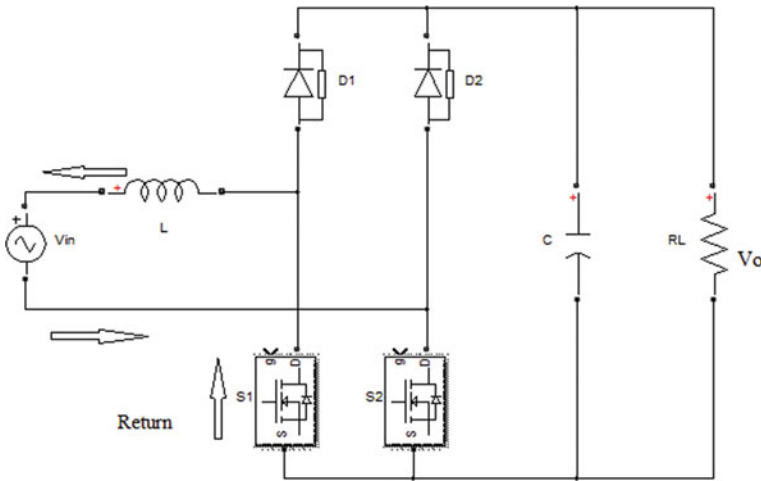 D1
D2
+
L
+
Vin
+
C
+
RL
Vo
g
D
S1
S
g
D
S2
S
Return